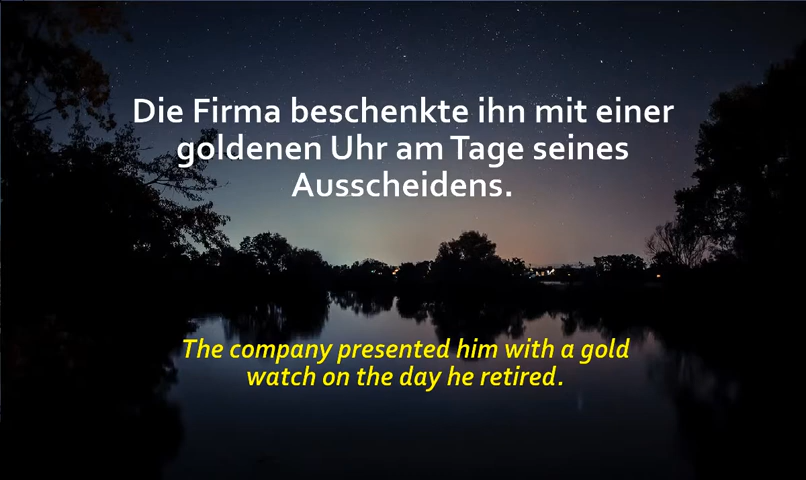 Die Firma beschenkte ihn mit einer
goldenen Uhr am Tage seines
Ausscheidens.
The company presented him with a gold
watch on the day he retired.